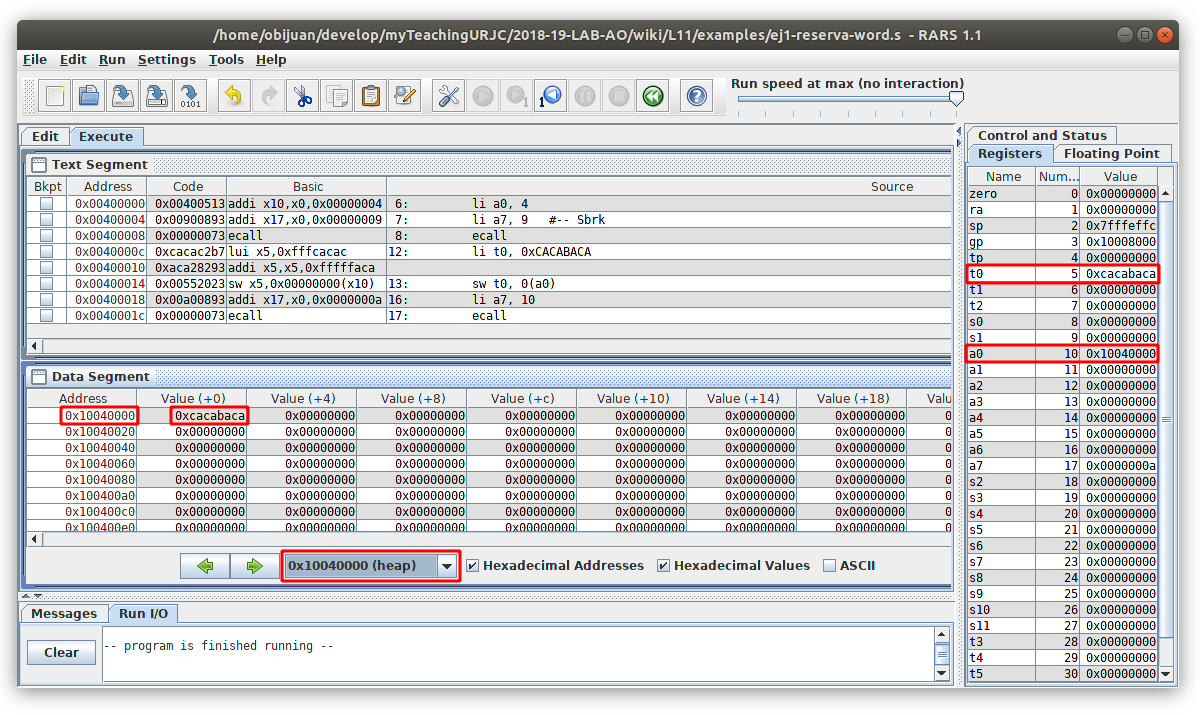 /home/obijuan/develop/myTeachingURJC/2018-19-LAB-AO/wiki/L11/examples/ej1-reserva-word.s - RARS 1.1
File Edit Run Settings Tools Help
Run speed at max (no interaction)
Edit Execute
Text Segment
Bkpt Address Code Basic Source
0x00400000 0x00400513 addi x10,x0,0x00000004 6: li a0, 4
0x00400004 0x00900893 addi x17,x0,0x00000009 7: li a7, 9 #-- Sbrk
0x00400008 0x00000073 ecall 8: ecall
0x0040000c 0xcacac2b7 lui x5,0xfffcacac 12: li t0, 0xCACABACA
0x00400010 0xaca28293 addi x5,x5,0xfffffaca
0x00400014 0x00552023 sw x5,0x00000000(x10) 13: sw t0, 0(a0)
0x00400018 0x00a00893 addi x17,x0,0x0000000a 16: li a7, 10
0x0040001c 0x00000073 ecall 17: ecall
Data Segment
Address Value (+0) Value (+4) Value (+8) Value (+c) Value (+10) Value (+14) Value (+18) Valu
0x10040000 0xcacabaca 0x00000000 0x00000000 0x00000000 0x00000000 0x00000000 0x00000000 0
0x10040020 0x00000000 0x00000000 0x00000000 0x00000000 0x00000000 0x00000000 0x00000000 0
0x10040040 0x00000000 0x00000000 0x00000000 0x00000000 0x00000000 0x00000000 0x00000000 0
0x10040060 0x00000000 0x00000000 0x00000000 0x00000000 0x00000000 0x00000000 0x00000000 0
0x10040080 0x00000000 0x00000000 0x00000000 0x00000000 0x00000000 0x00000000 0x00000000 0
0x100400a0 0x00000000 0x00000000 0x00000000 0x00000000 0x00000000 0x00000000 0x00000000 0
0x100400c0 0x00000000 0x00000000 0x00000000 0x00000000 0x00000000 0x00000000 0x00000000 0
0x100400e0 0x00000000 0x00000000 0x00000000 0x00000000 0x00000000 0x00000000 0x00000000 0
0x10040000 (heap) Hexadecimal Addresses Hexadecimal Values ASCII
Messages Run I/O
Clear
-- program is finished running --
Control and Status
Registers Floating Point
Name Num... Value
zero 0 0x00000000
ra 1 0x00000000
sp 2 0x7fffeffc
gp 3 0x10008000
tp 4 0x00000000
t0 5 0xcacabaca
t1 6 0x00000000
t2 7 0x00000000
s0 8 0x00000000
s1 9 0x00000000
a0 10 0x10040000
a1 11 0x00000000
a2 12 0x00000000
a3 13 0x00000000
a4 14 0x00000000
a5 15 0x00000000
a6 16 0x00000000
a7 17 0x0000000a
s2 18 0x00000000
s3 19 0x00000000
s4 20 0x00000000
s5 21 0x00000000
s6 22 0x00000000
s7 23 0x00000000
s8 24 0x00000000
s9 25 0x00000000
s10 26 0x00000000
s11 27 0x00000000
t3 28 0x00000000
t4 29 0x00000000
t5 30 0x00000000